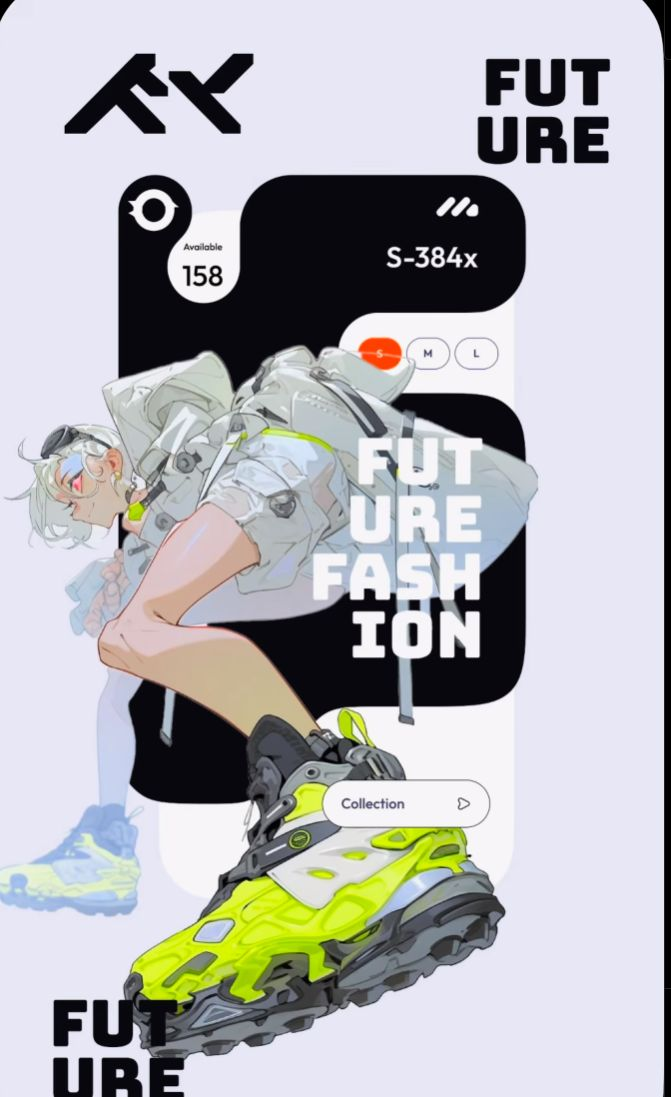 FUT
URE
Available
158
S-384x
S
M
L
FUT
URE
FASH
ION
Collection
FUT
URE